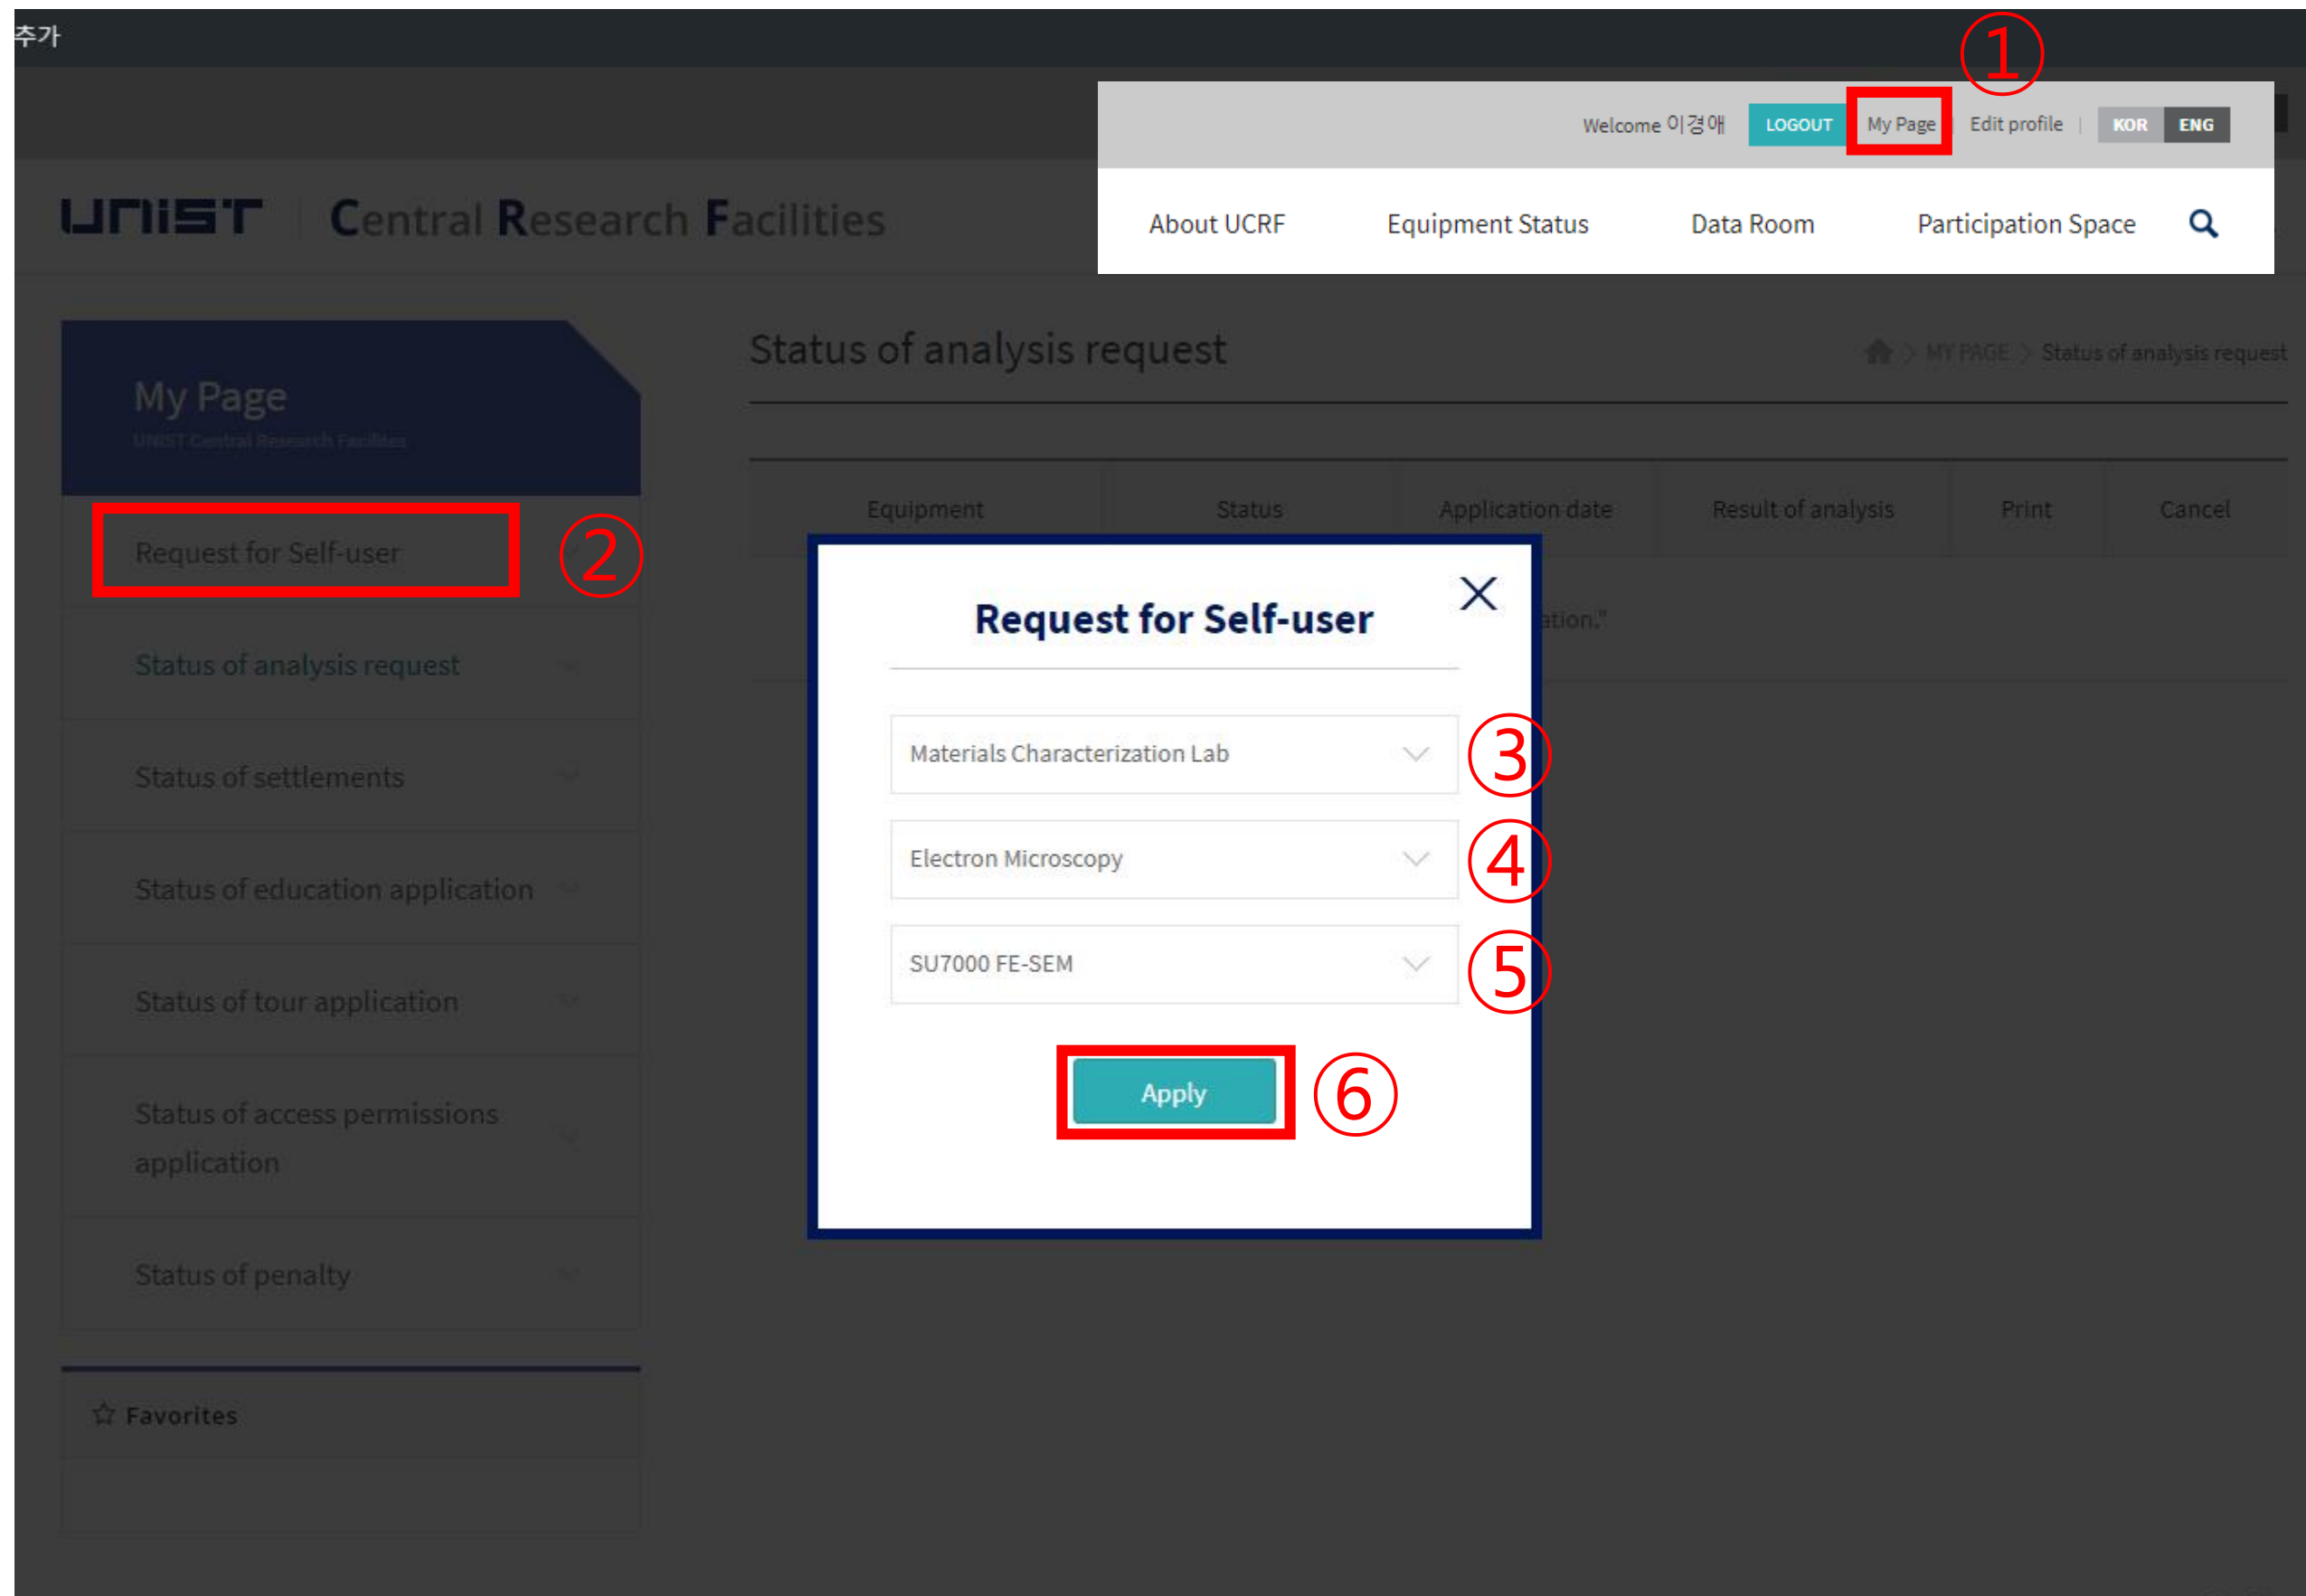 추가
①
Welcome 이경애 LOGOUT My Page | Edit profile | KOR ENG
UNIST Central Research Facilities
About UCRF Equipment Status Data Room Participation Space
My Page
UNIST Central Research Facilities
Request for Self-user ②
Status of analysis request
Status of settlements
Status of education application
Status of tour application
Status of access permissions
application
Status of penalty
☆ Favorites
Status of analysis request
> MY PAGE > Status of analysis request
Equipment Status Application date Result of analysis Print Cancel
ation."
Request for Self-user
Materials Characterization Lab ③
Electron Microscopy ④
SU7000 FE-SEM ⑤
Apply ⑥